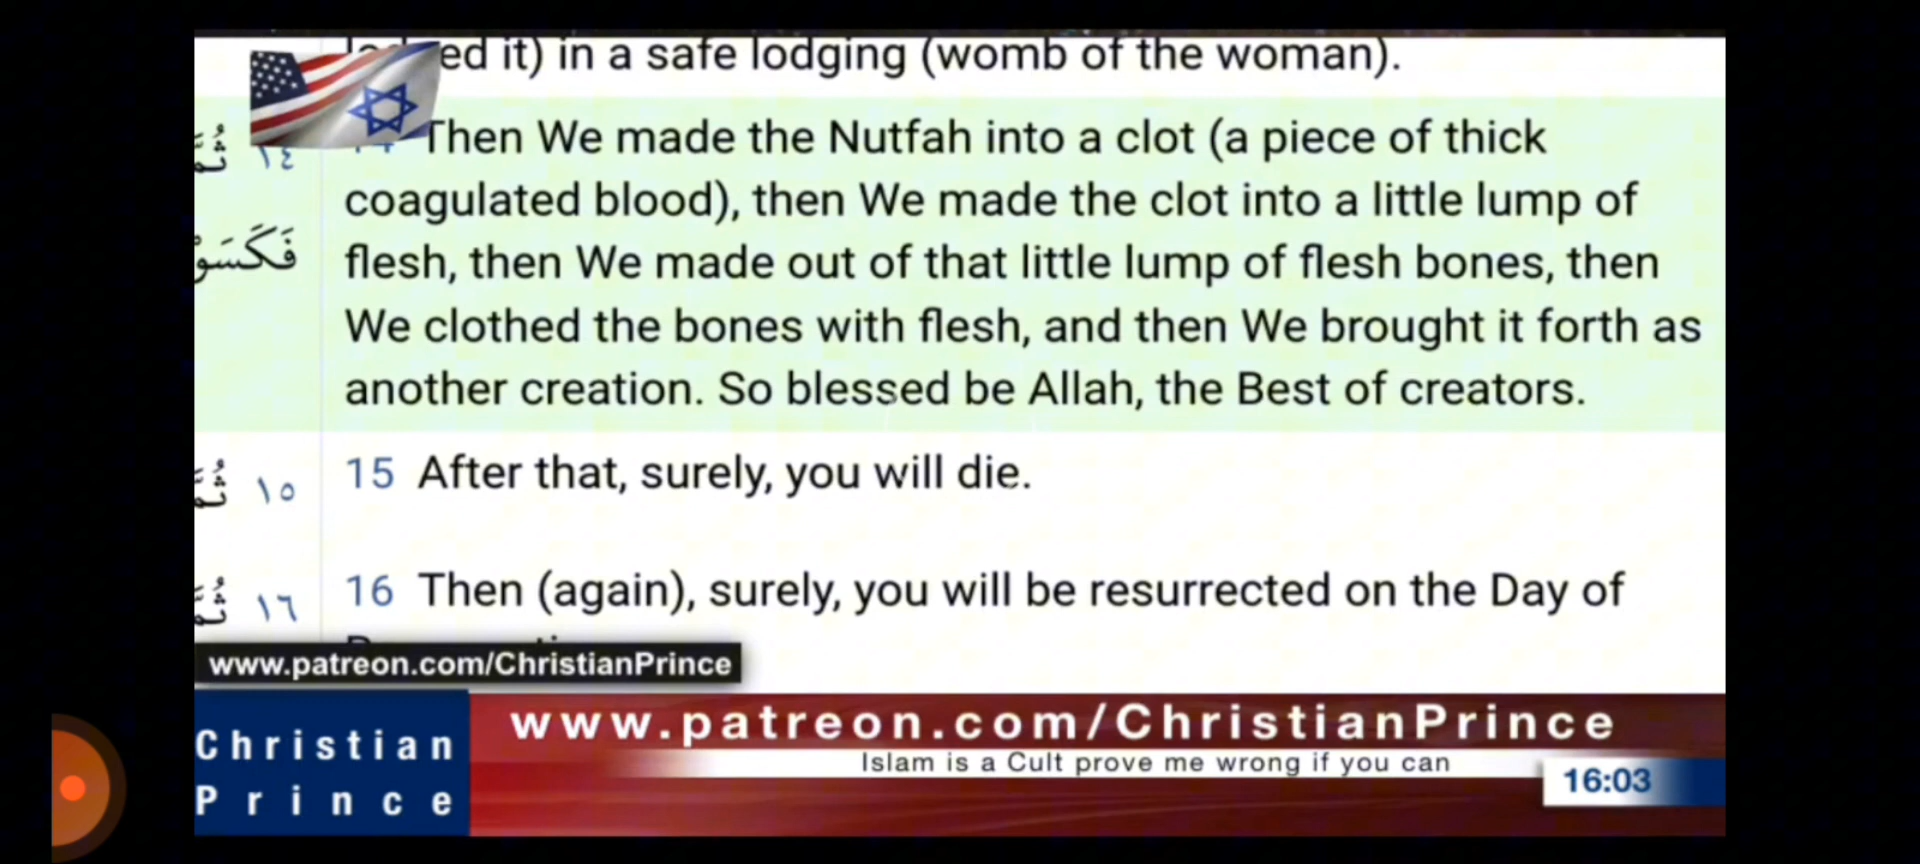 ed it) in a safe lodging (womb of the woman).
١٤ ثُمَّ
Then We made the Nutfah into a clot (a piece of thick
coagulated blood), then We made the clot into a little lump of
flesh, then We made out of that little lump of flesh bones, then
We clothed the bones with flesh, and then We brought it forth as
another creation. So blessed be Allah, the Best of creators.
١٥ ثُمَّ
15 After that, surely, you will die.
١٦ ثُمَّ
16 Then (again), surely, you will be resurrected on the Day of
www.patreon.com/ChristianPrince
Christian
Prince
www.patreon.com/ChristianPrince
Islam is a Cult prove me wrong if you can
16:03